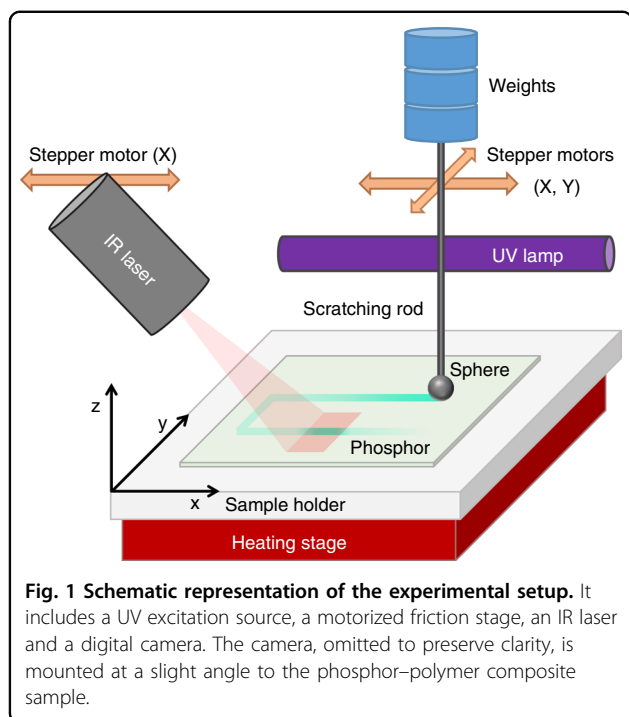 Weights
Stepper motor (X)
Stepper motors
(X, Y)
IR laser
UV lamp
Scratching rod
Sphere
z
y
Phosphor
x
Sample holder
Heating stage
Fig. 1 Schematic representation of the experimental setup. It
includes a UV excitation source, a motorized friction stage, an IR laser
and a digital camera. The camera, omitted to preserve clarity, is
mounted at a slight angle to the phosphor–polymer composite
sample.